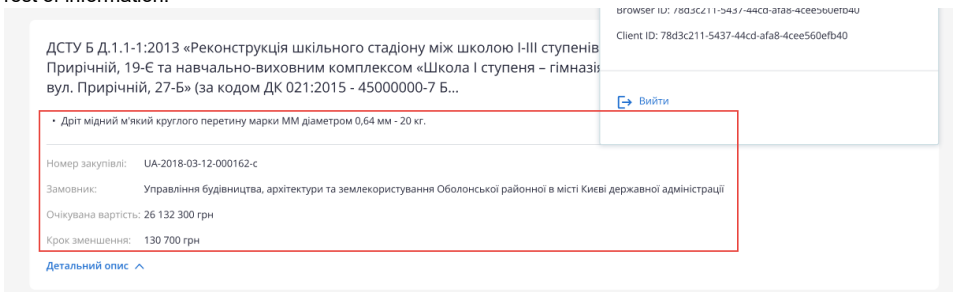 rest of information.
Browser ID: 78d3c211-5437-44cd-afa8-4cee560efb40
Client ID: 78d3c211-5437-44cd-afa8-4cee560efb40
Вийти
ДСТУ Б Д.1.1-1:2013 «Реконструкція шкільного стадіону між школою І-ІІІ ступенів
Прирічній, 19-Є та навчально-виховним комплексом «Школа І ступеня – гімназія
вул. Прирічній, 27-Б» (за кодом ДК 021:2015 - 45000000-7 Б...
• Дріт мідний м'який круглого перетину марки ММ діаметром 0,64 мм - 20 кг.
Номер закупівлі: UA-2018-03-12-000162-c
Замовник: Управління будівництва, архітектури та землекористування Оболонської районної в місті Києві державної адміністрації
Очікувана вартість: 26 132 300 грн
Крок зменшення: 130 700 грн
Детальний опис